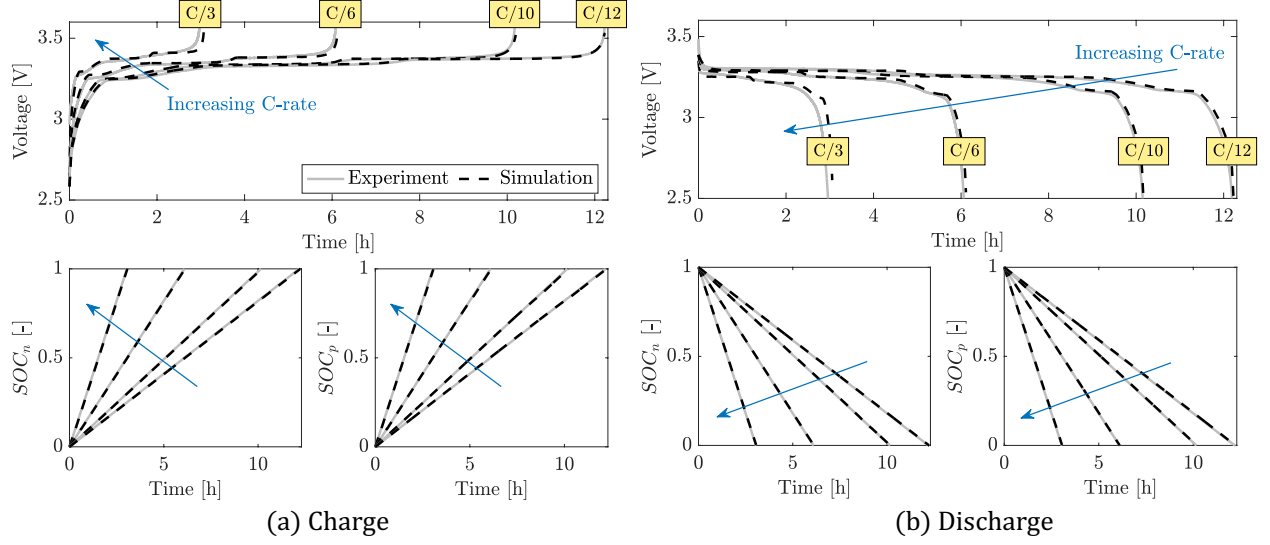 C/3 C/6 C/10 C/12
3.5
3
2.5
Voltage [V]
Increasing C-rate
Experiment Simulation
0 2 4 6 8 10 12
Time [h]
1
0.5
0
SOCn [-]
0 5 10
Time [h]
1
0.5
0
SOCp [-]
0 5 10
Time [h]
(a) Charge
3.5
3
2.5
Voltage [V]
Increasing C-rate
C/3 C/6 C/10 C/12
0 2 4 6 8 10 12
Time [h]
1
0.5
0
SOCn [-]
0 5 10
Time [h]
1
0.5
0
SOCp [-]
0 5 10
Time [h]
(b) Discharge